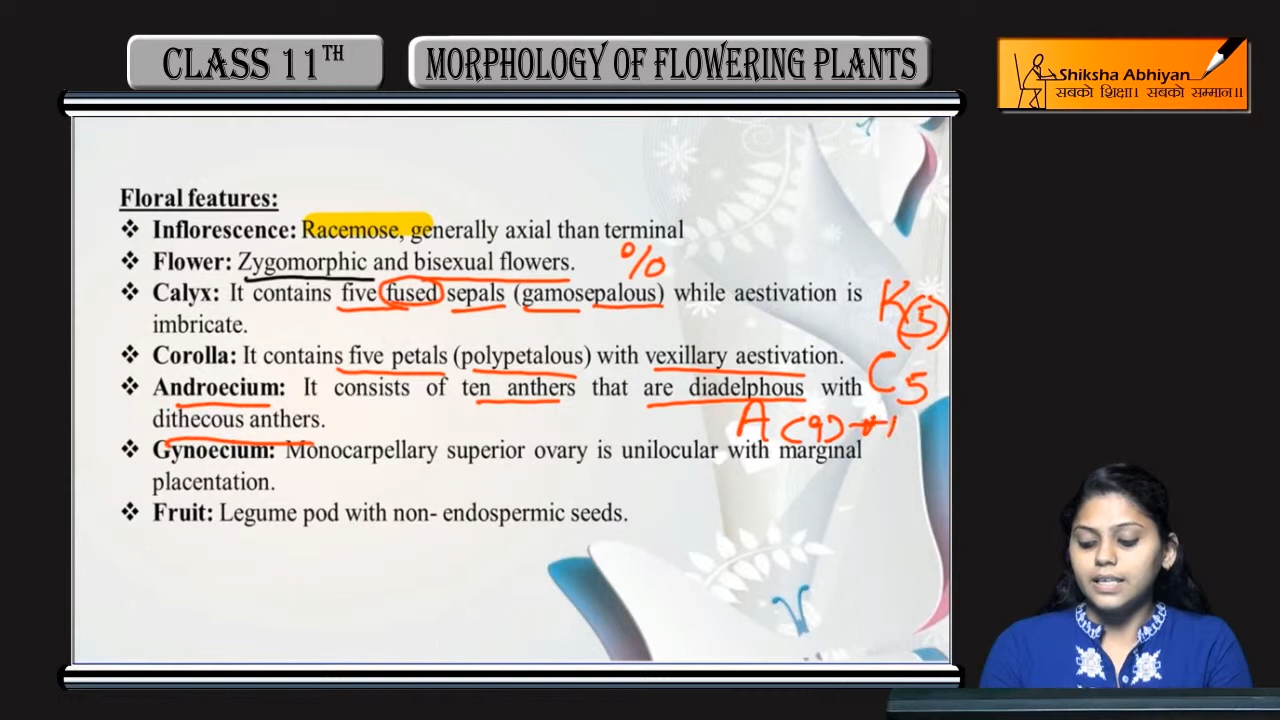 CLASS 11TH
MORPHOLOGY OF FLOWERING PLANTS
Shiksha Abhiyan
सबको शिक्षा। सबको सम्मान॥
Floral features:
❖ Inflorescence: Racemose, generally axial than terminal
❖ Flower: Zygomorphic and bisexual flowers.
%
❖ Calyx: It contains five fused sepals (gamosepalous) while aestivation is
imbricate.
K(5)
❖ Corolla: It contains five petals (polypetalous) with vexillary aestivation.
C5
❖ Androecium: It consists of ten anthers that are diadelphous with
dithecous anthers.
A (9)+1
❖ Gynoecium: Monocarpellary superior ovary is unilocular with marginal
placentation.
❖ Fruit: Legume pod with non- endospermic seeds.